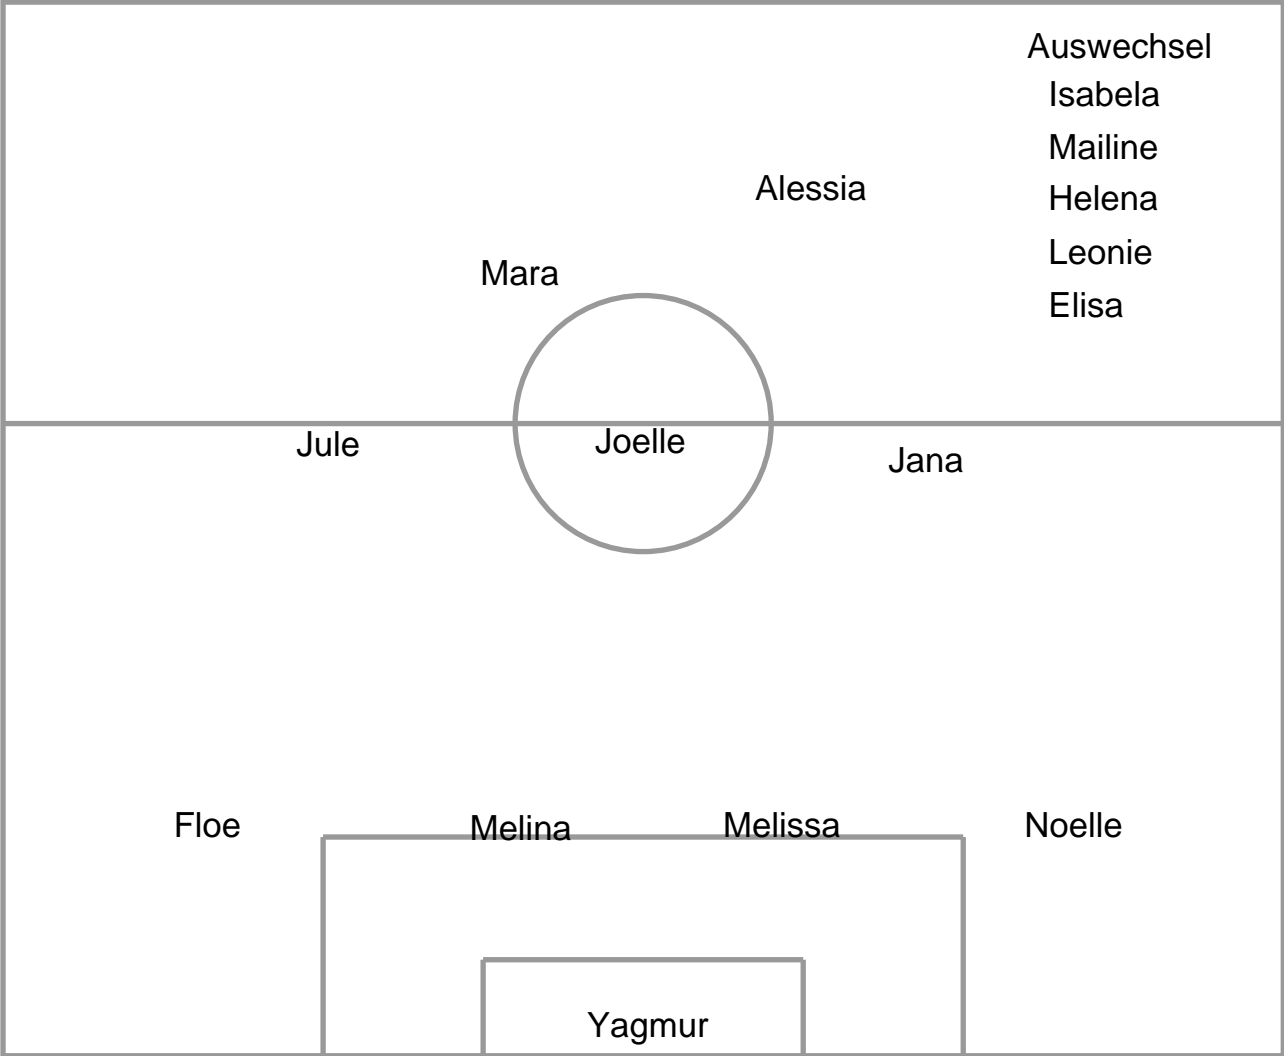 Auswechsel
Isabela
Mailine
Alessia
Helena
Leonie
Mara
Elisa
Jule
Joelle
Jana
Floe
Melina
Melissa
Noelle
Yagmur